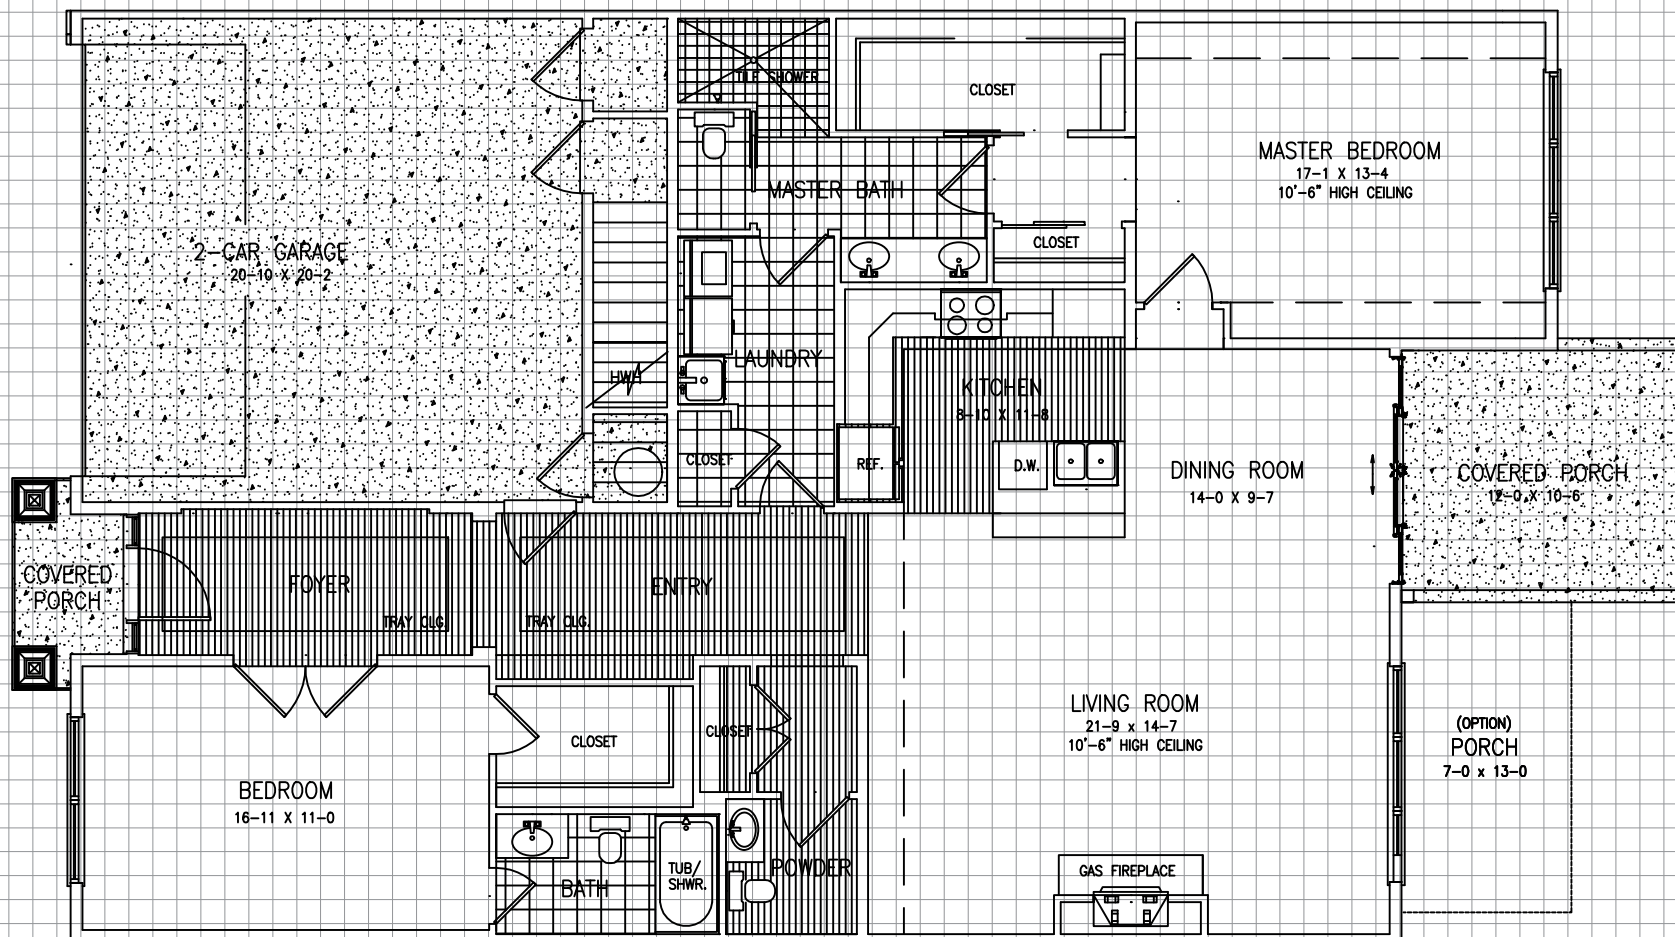 TILE SHOWER
CLOSET
MASTER BEDROOM
17-1 X 13-4
10'-6" HIGH CEILING
MASTER BATH
2-CAR GARAGE
20-10 X 20-2
CLOSET
LAUNDRY
HWH
KITCHEN
8-10 X 11-8
CLOSET
REF.
D.W.
DINING ROOM
14-0 X 9-7
COVERED PORCH
12-0 X 10-6
COVERED
PORCH
FOYER
TRAY CLG.
ENTRY
TRAY CLG.
CLOSET
CLOSET
LIVING ROOM
21-9 x 14-7
10'-6" HIGH CEILING
(OPTION)
PORCH
7-0 x 13-0
BEDROOM
16-11 X 11-0
BATH
TUB/
SHWR.
POWDER
GAS FIREPLACE